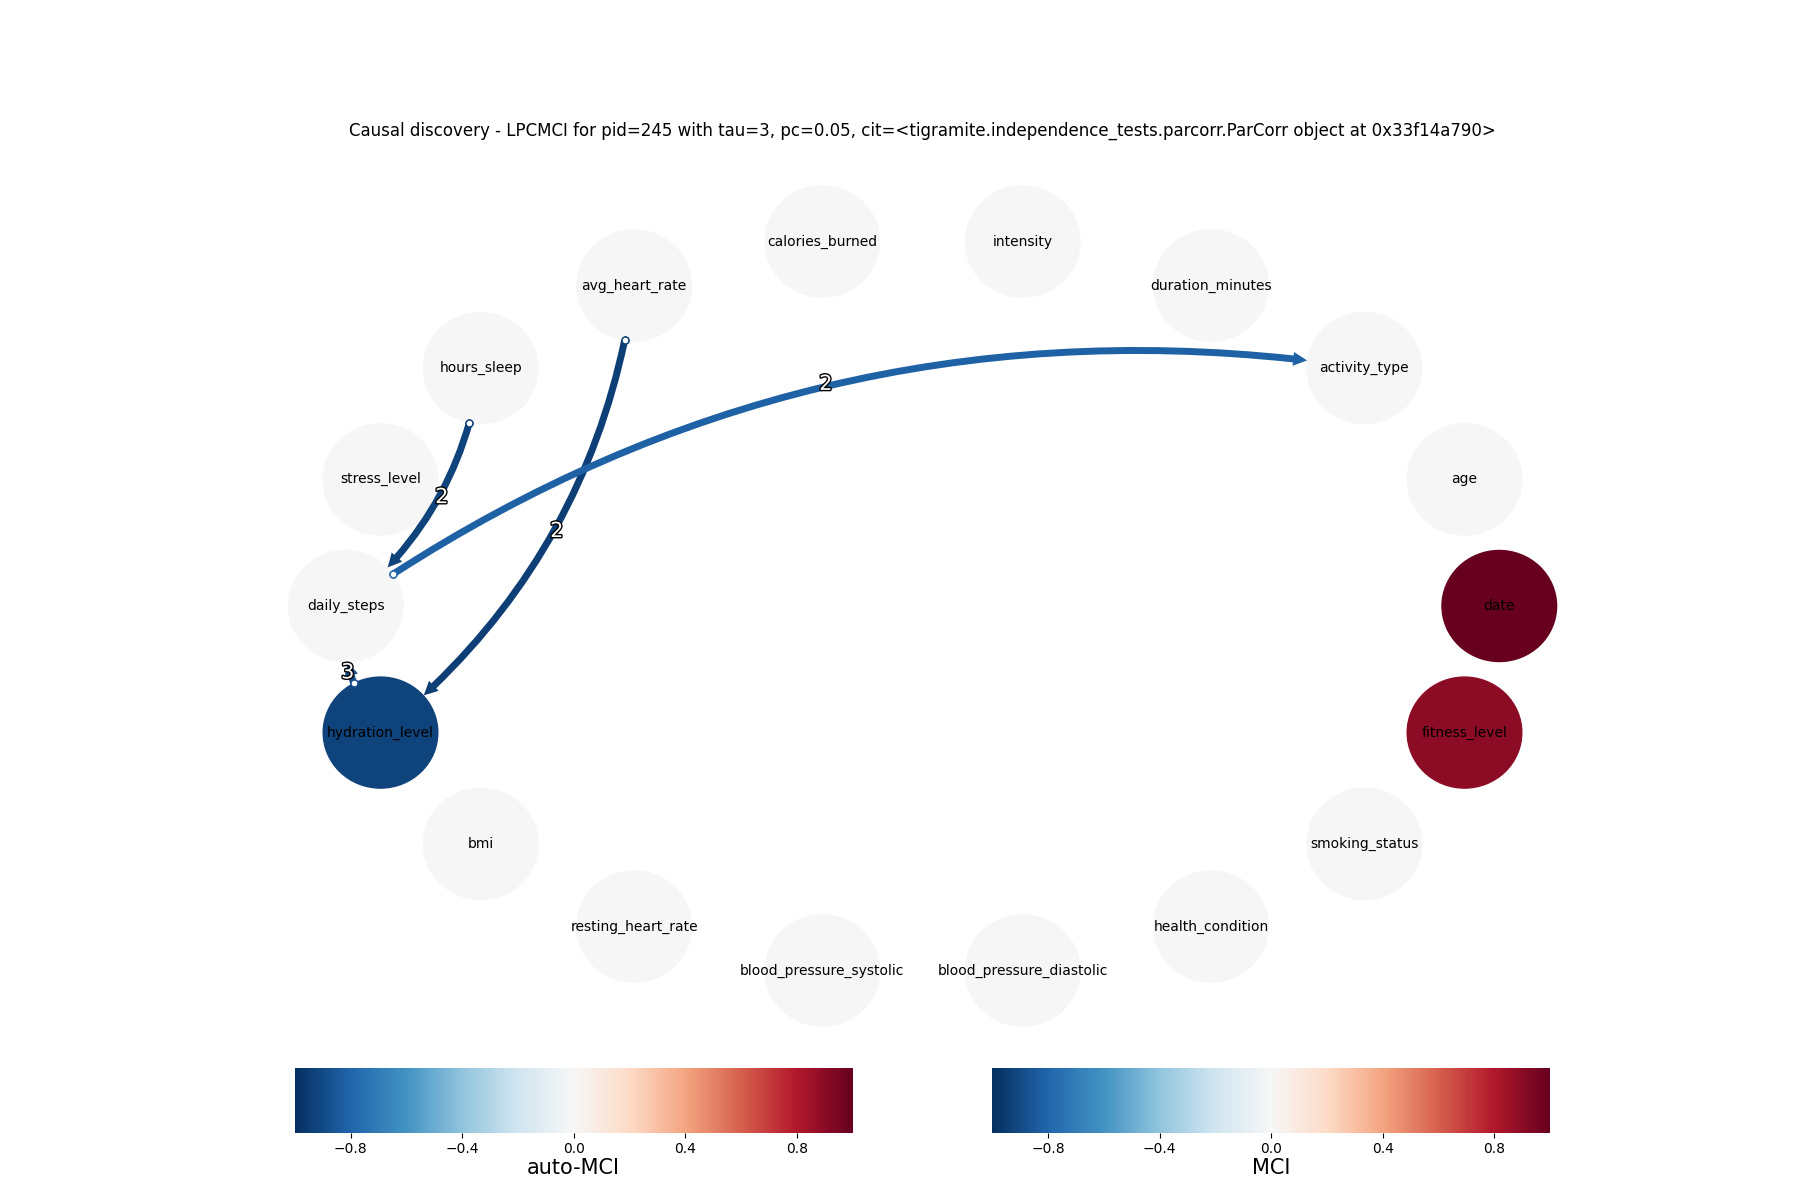 Causal discovery - LPCMCI for pid=245 with tau=3, pc=0.05, cit=<tigramite.independence_tests.parcorr.ParCorr object at 0x33f14a790>
calories_burned
intensity
avg_heart_rate
duration_minutes
hours_sleep
activity_type
2
stress_level
age
2
2
daily_steps
date
3
hydration_level
fitness_level
bmi
smoking_status
resting_heart_rate
health_condition
blood_pressure_systolic
blood_pressure_diastolic
−0.8 −0.4 0.0 0.4 0.8
auto-MCI
−0.8 −0.4 0.0 0.4 0.8
MCI